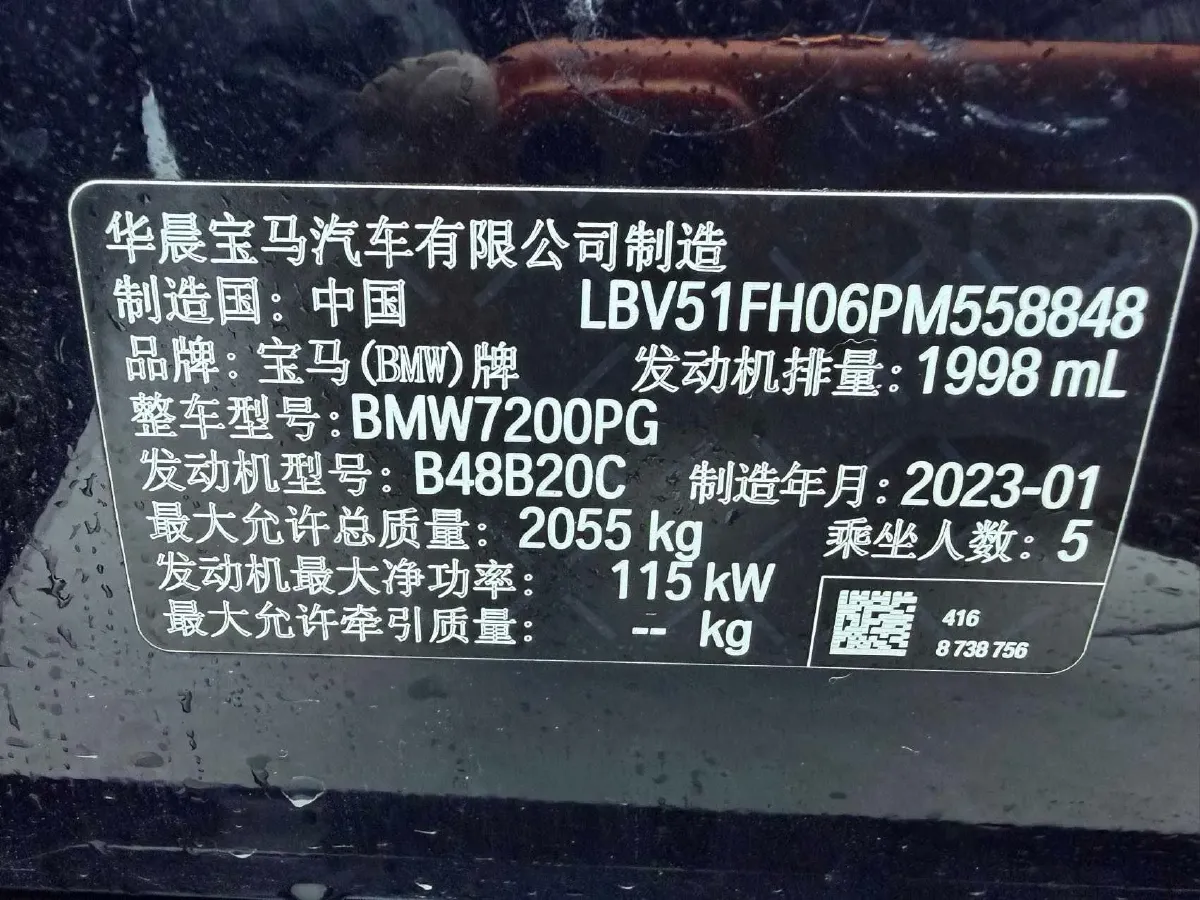 华晨宝马汽车有限公司制造
制造国：中国 LBV51FH06PM558848
品牌：宝马(BMW)牌 发动机排量：1998 mL
整车型号：BMW7200PG
发动机型号：B48B20C 制造年月：2023-01
最大允许总质量：2055 kg 乘坐人数：5
发动机最大净功率：115 kW
最大允许牵引质量：-- kg
416
8 738 756